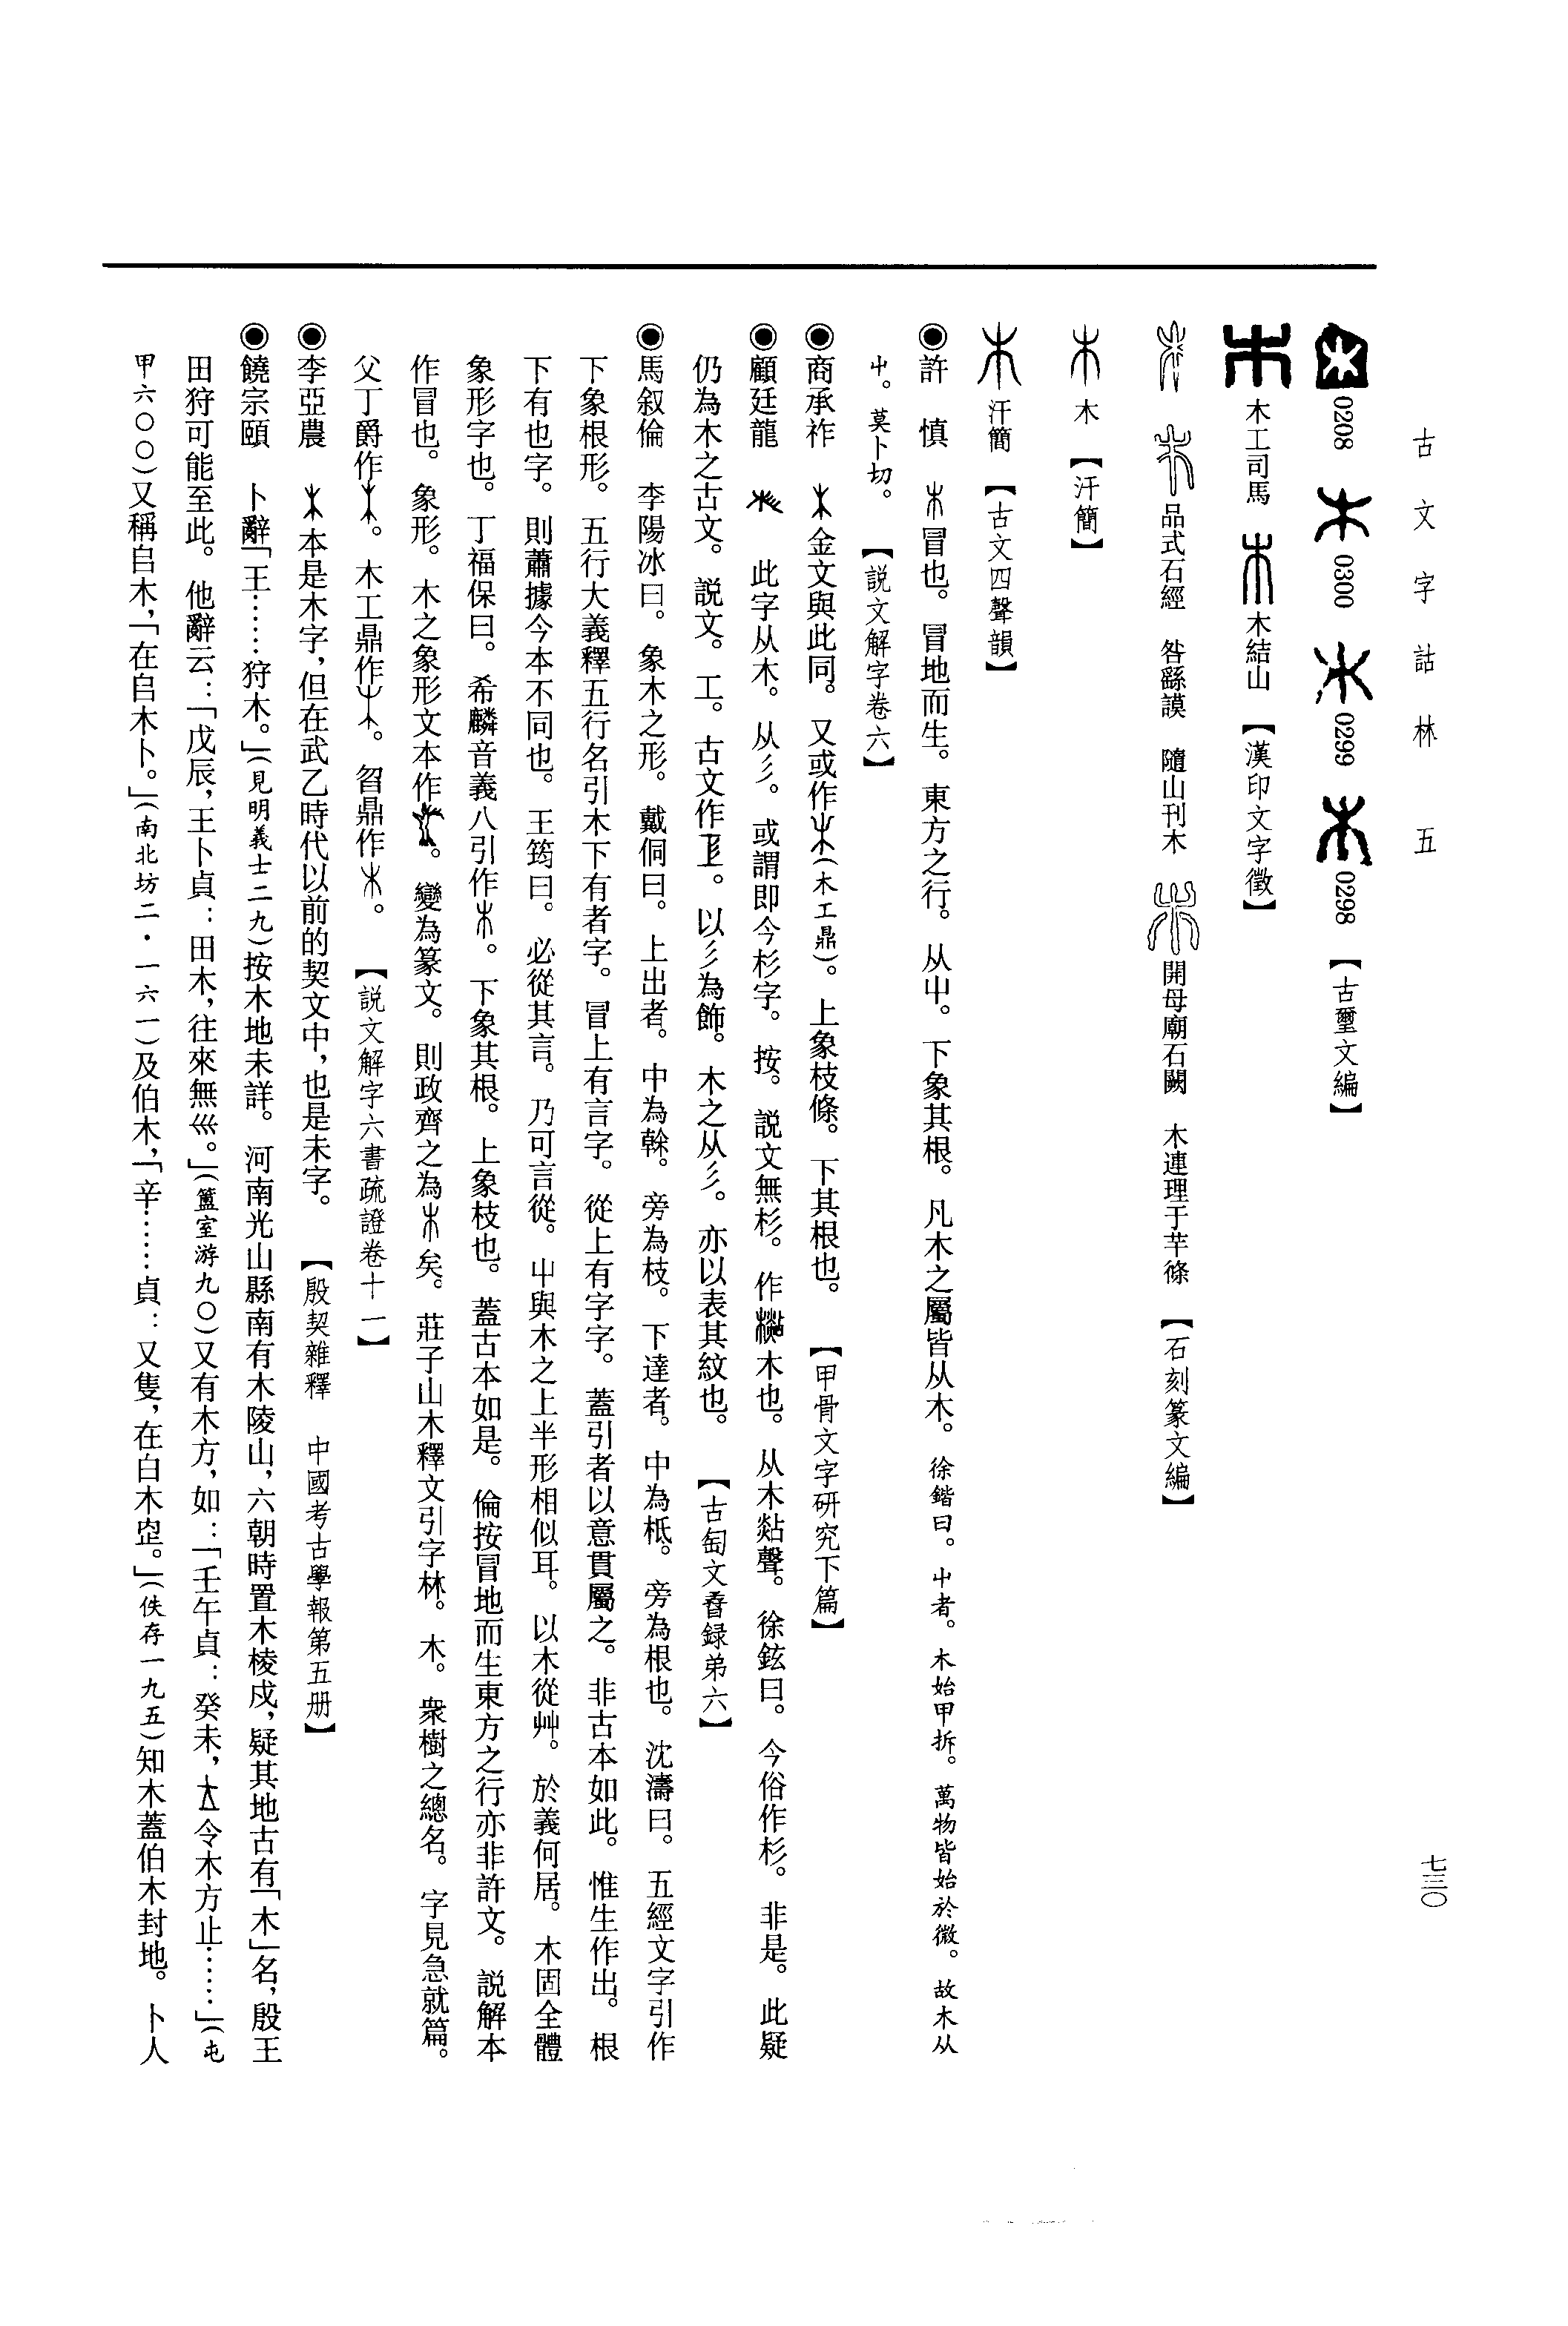 古文字詁林　五
七三〇
0208 0300 0299 0298【古璽文編】
木工司馬 木結山【漢印文字徵】
品式石經　咎繇謨　隨山刊木 開母廟石闕　木連理于芊條【石刻篆文編】
木【汗簡】
汗簡【古文四聲韻】
◉許　慎　冒也。冒地而生。東方之行。从屮。下象其根。凡木之屬皆从木。徐鍇曰。屮者。木始甲拆。萬物皆始於微。故木从
屮。莫卜切。【説文解字卷六】
◉商承祚　金文與此同。又或作（木工鼎）。上象枝條。下其根也。【甲骨文字研究下篇】
◉顧廷龍　此字从木。从彡。或謂即今杉字。按。説文無杉。作木也。从木煔聲。徐鉉曰。今俗作杉。非是。此疑
仍為木之古文。説文。工。古文作。以彡為飾。木之从彡。亦以表其紋也。【古匋文孴録弟六】
◉馬叙倫　李陽冰曰。象木之形。戴侗曰。上出者。中為榦。旁為枝。下達者。中為柢。旁為根也。沈濤曰。五經文字引作
下象根形。五行大義釋五行名引木下有者字。冒上有言字。從上有字字。蓋引者以意貫屬之。非古本如此。惟生作出。根
下有也字。則蕭據今本不同也。王筠曰。必從其言。乃可言從。屮與木之上半形相似耳。以木從艸。於義何居。木固全體
象形字也。丁福保曰。希麟音義八引作。下象其根。上象枝也。蓋古本如是。倫按冒地而生東方之行亦非許文。説解本
作冒也。象形。木之象形文本作。變為篆文。則政齊之為矣。莊子山木釋文引字林。木。衆樹之總名。字見急就篇。
父丁爵作。木工鼎作。曶鼎作。【説文解字六書疏證卷十一】
◉李亞農　本是木字，但在武乙時代以前的契文中，也是未字。【殷契雜釋　中國考古學報第五册】
◉饒宗頤　卜辭「王……狩木。」（見明義士二九）按木地未詳。河南光山縣南有木陵山，六朝時置木棱戍，疑其地古有「木」名，殷王
田狩可能至此。他辭云：「戊辰，王卜貞：田木，往來無𡿧。」（簠室游九〇）又有木方，如：「壬午貞：癸未，令木方止……」（屯
甲六〇〇）又稱𠂤木，「在𠂤木卜。」（南北坊二·一六一）及伯木，「辛……貞：又隻，在白木㞷。」（佚存一九五）知木蓋伯木封地。卜人